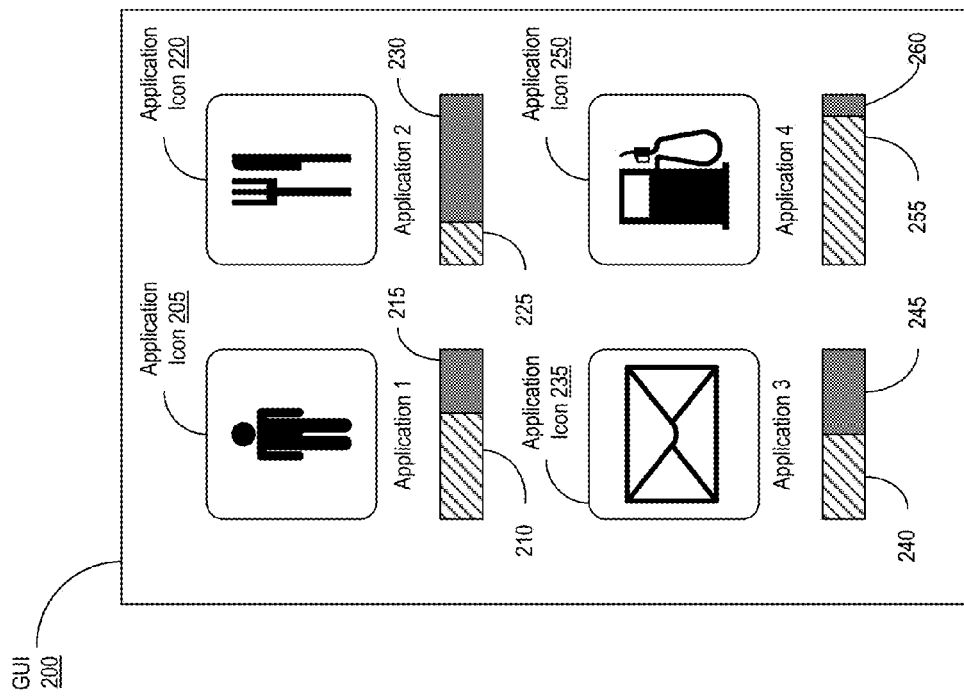 GUI
200
Application
Icon 205
Application 1
215
210
Application
Icon 220
Application 2
230
225
Application
Icon 235
Application 3
245
240
Application
Icon 250
Application 4
260
255